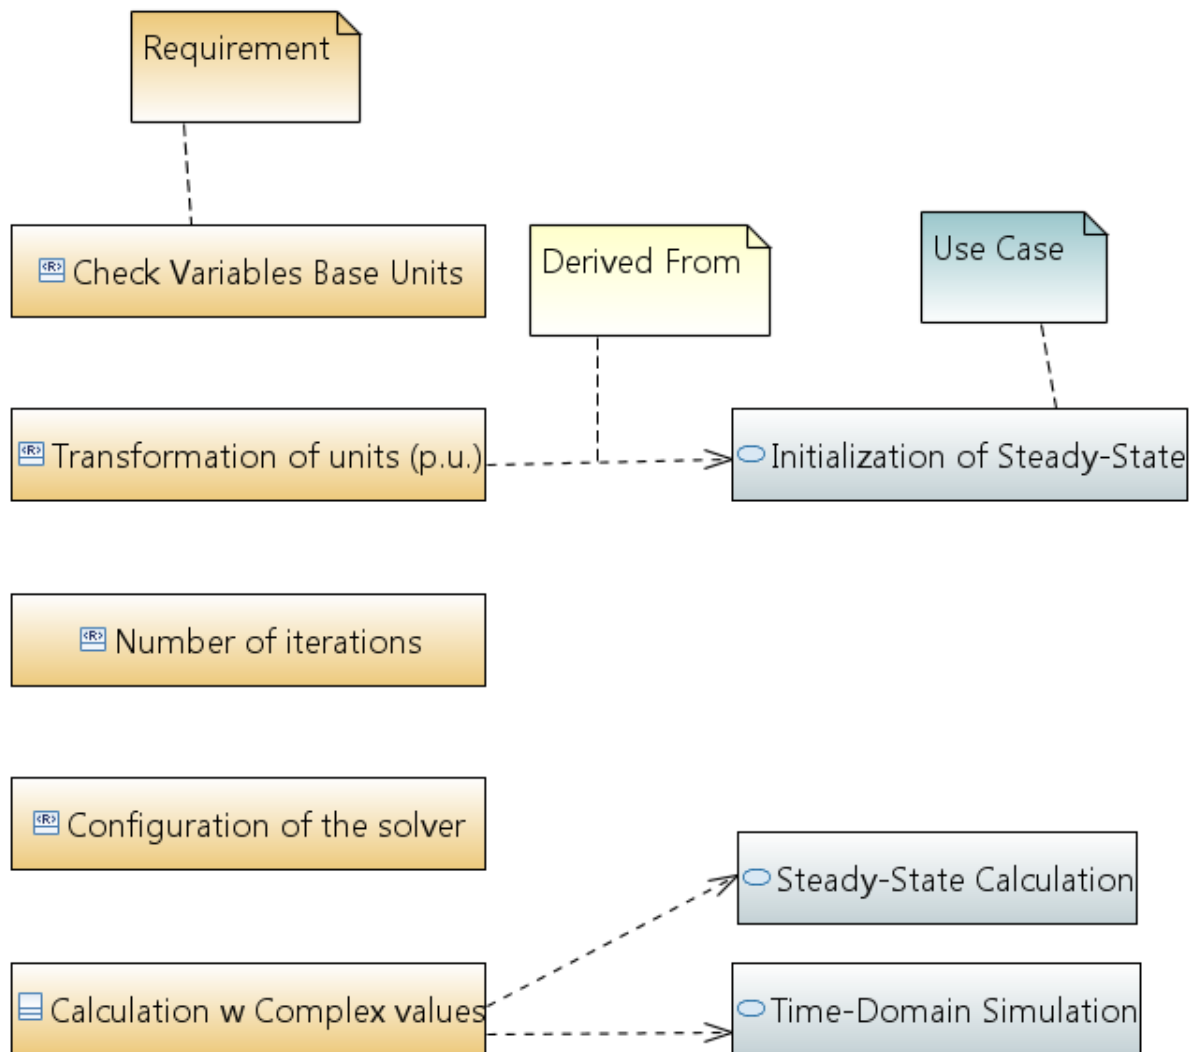 Requirement
Check Variables Base Units
Derived From
Use Case
<R> Transformation of units (p.u.)
Initialization of Steady-State
Number of iterations
Configuration of the solver
Steady-State Calculation
Calculation w Complex values
Time-Domain Simulation